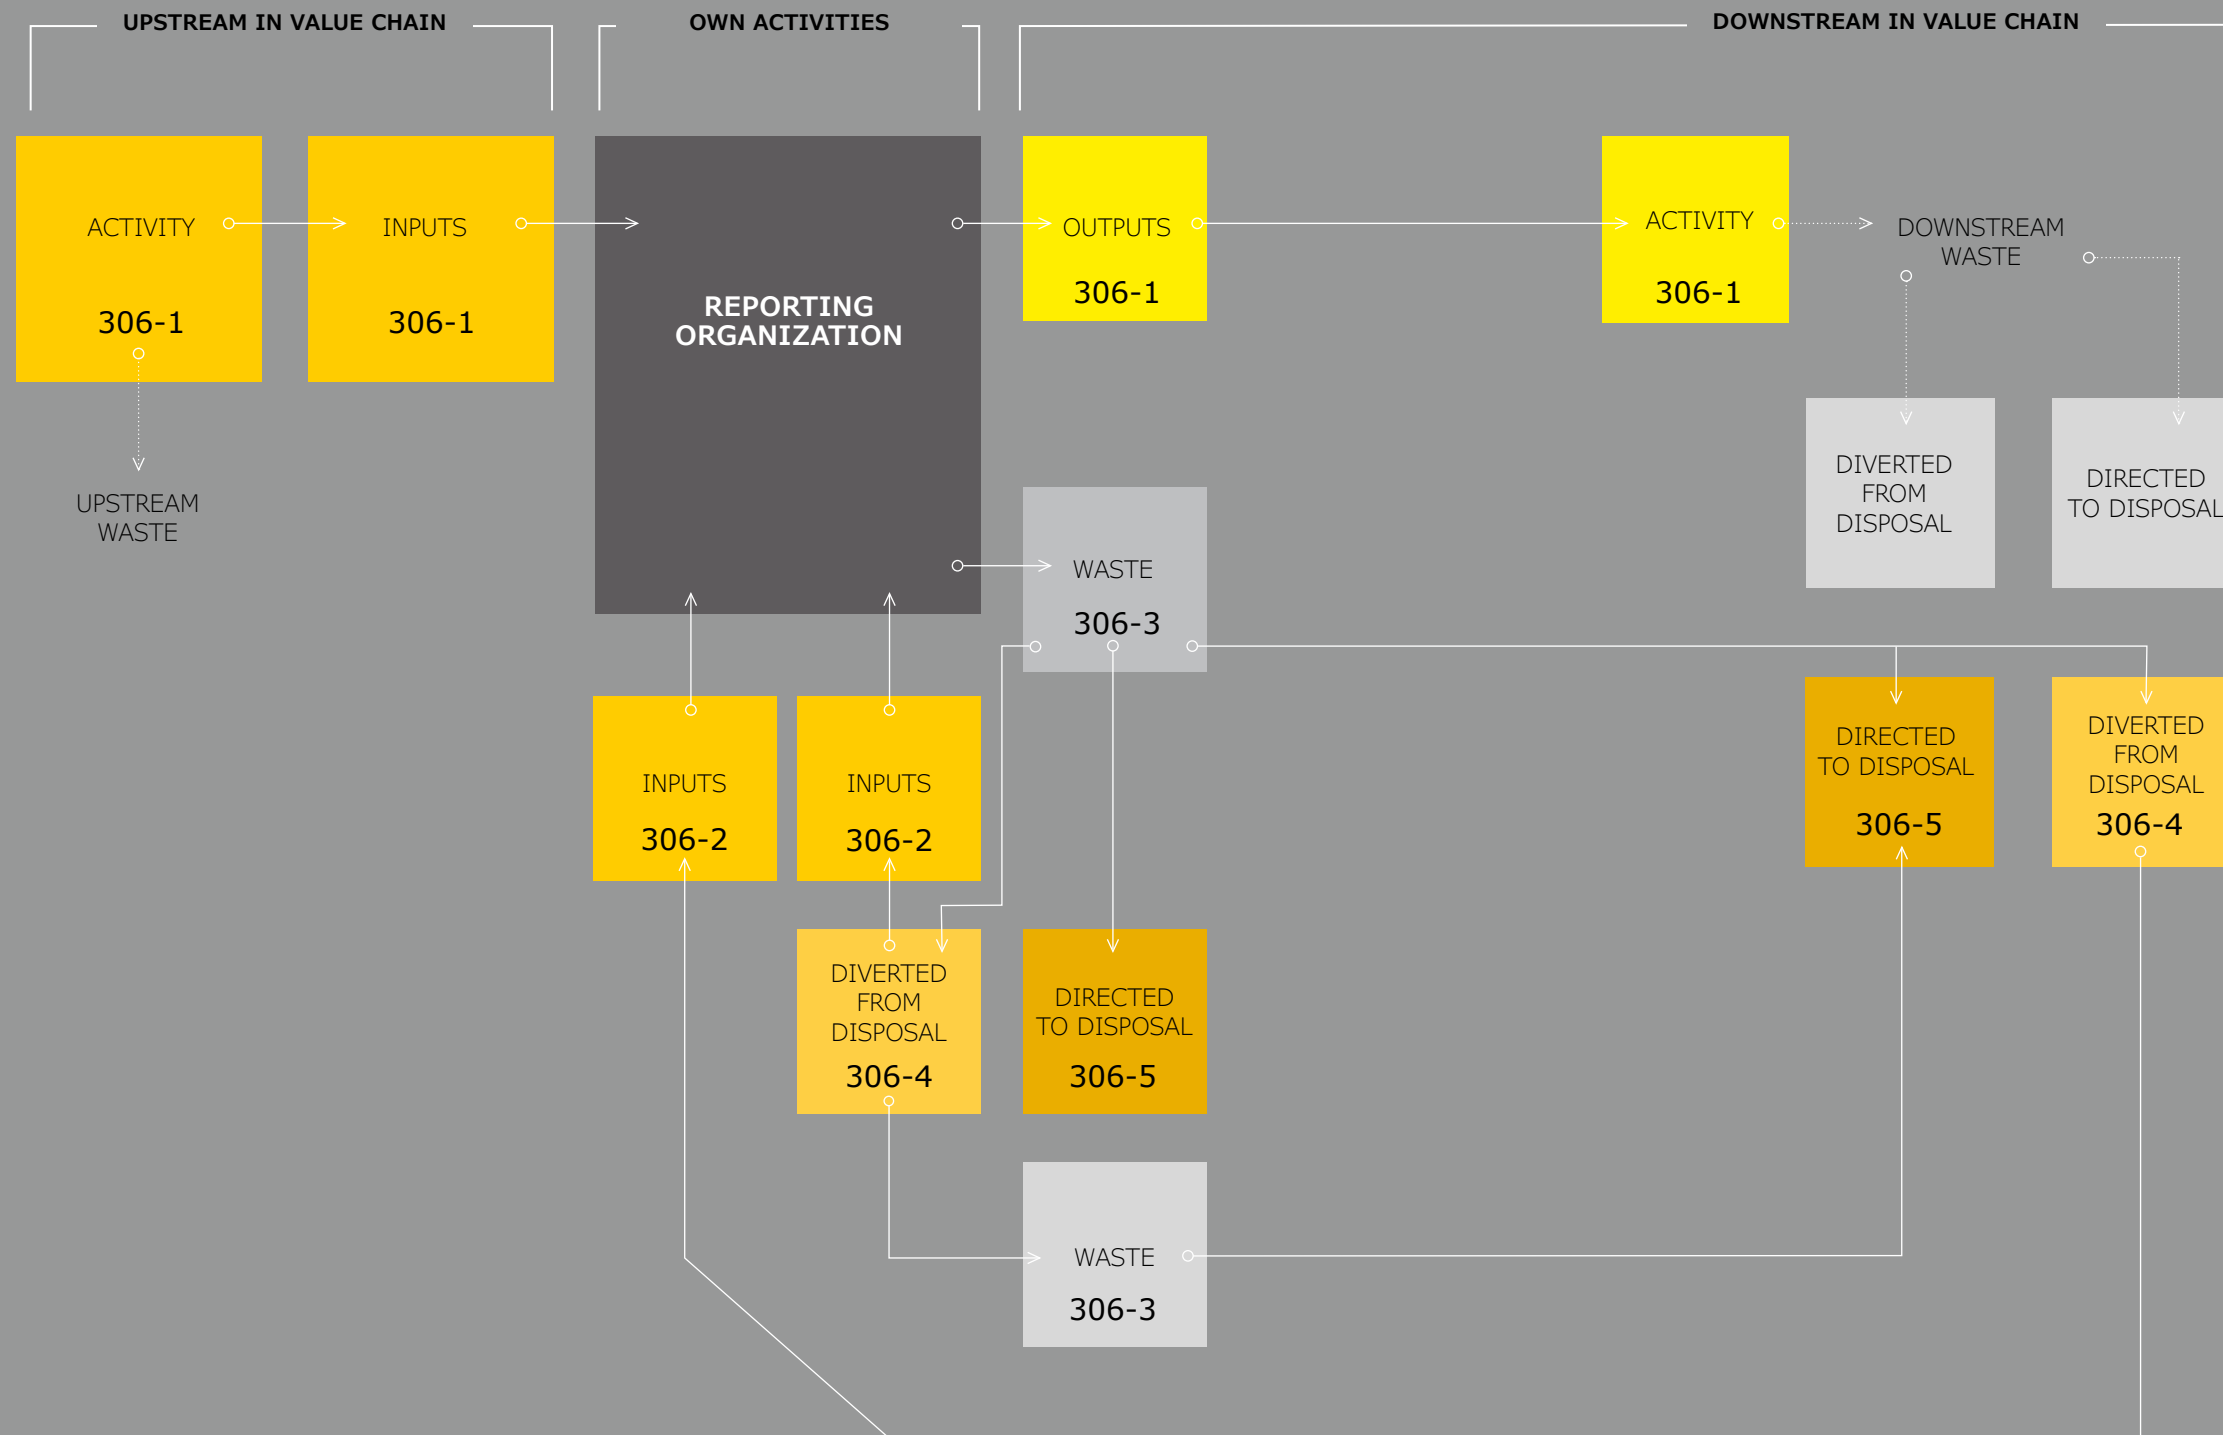 UPSTREAM IN VALUE CHAIN
OWN ACTIVITIES
DOWNSTREAM IN VALUE CHAIN
ACTIVITY
306-1
INPUTS
306-1
REPORTING
ORGANIZATION
OUTPUTS
306-1
ACTIVITY
306-1
DOWNSTREAM
WASTE
UPSTREAM
WASTE
DIVERTED
FROM
DISPOSAL
DIRECTED
TO DISPOSAL
WASTE
306-3
INPUTS
306-2
INPUTS
306-2
DIRECTED
TO DISPOSAL
306-5
DIVERTED
FROM
DISPOSAL
306-4
DIVERTED
FROM
DISPOSAL
306-4
DIRECTED
TO DISPOSAL
306-5
WASTE
306-3